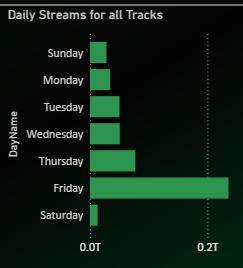 Daily Streams for all Tracks
DayName
Sunday
Monday
Tuesday
Wednesday
Thursday
Friday
Saturday
0.0T 0.2T